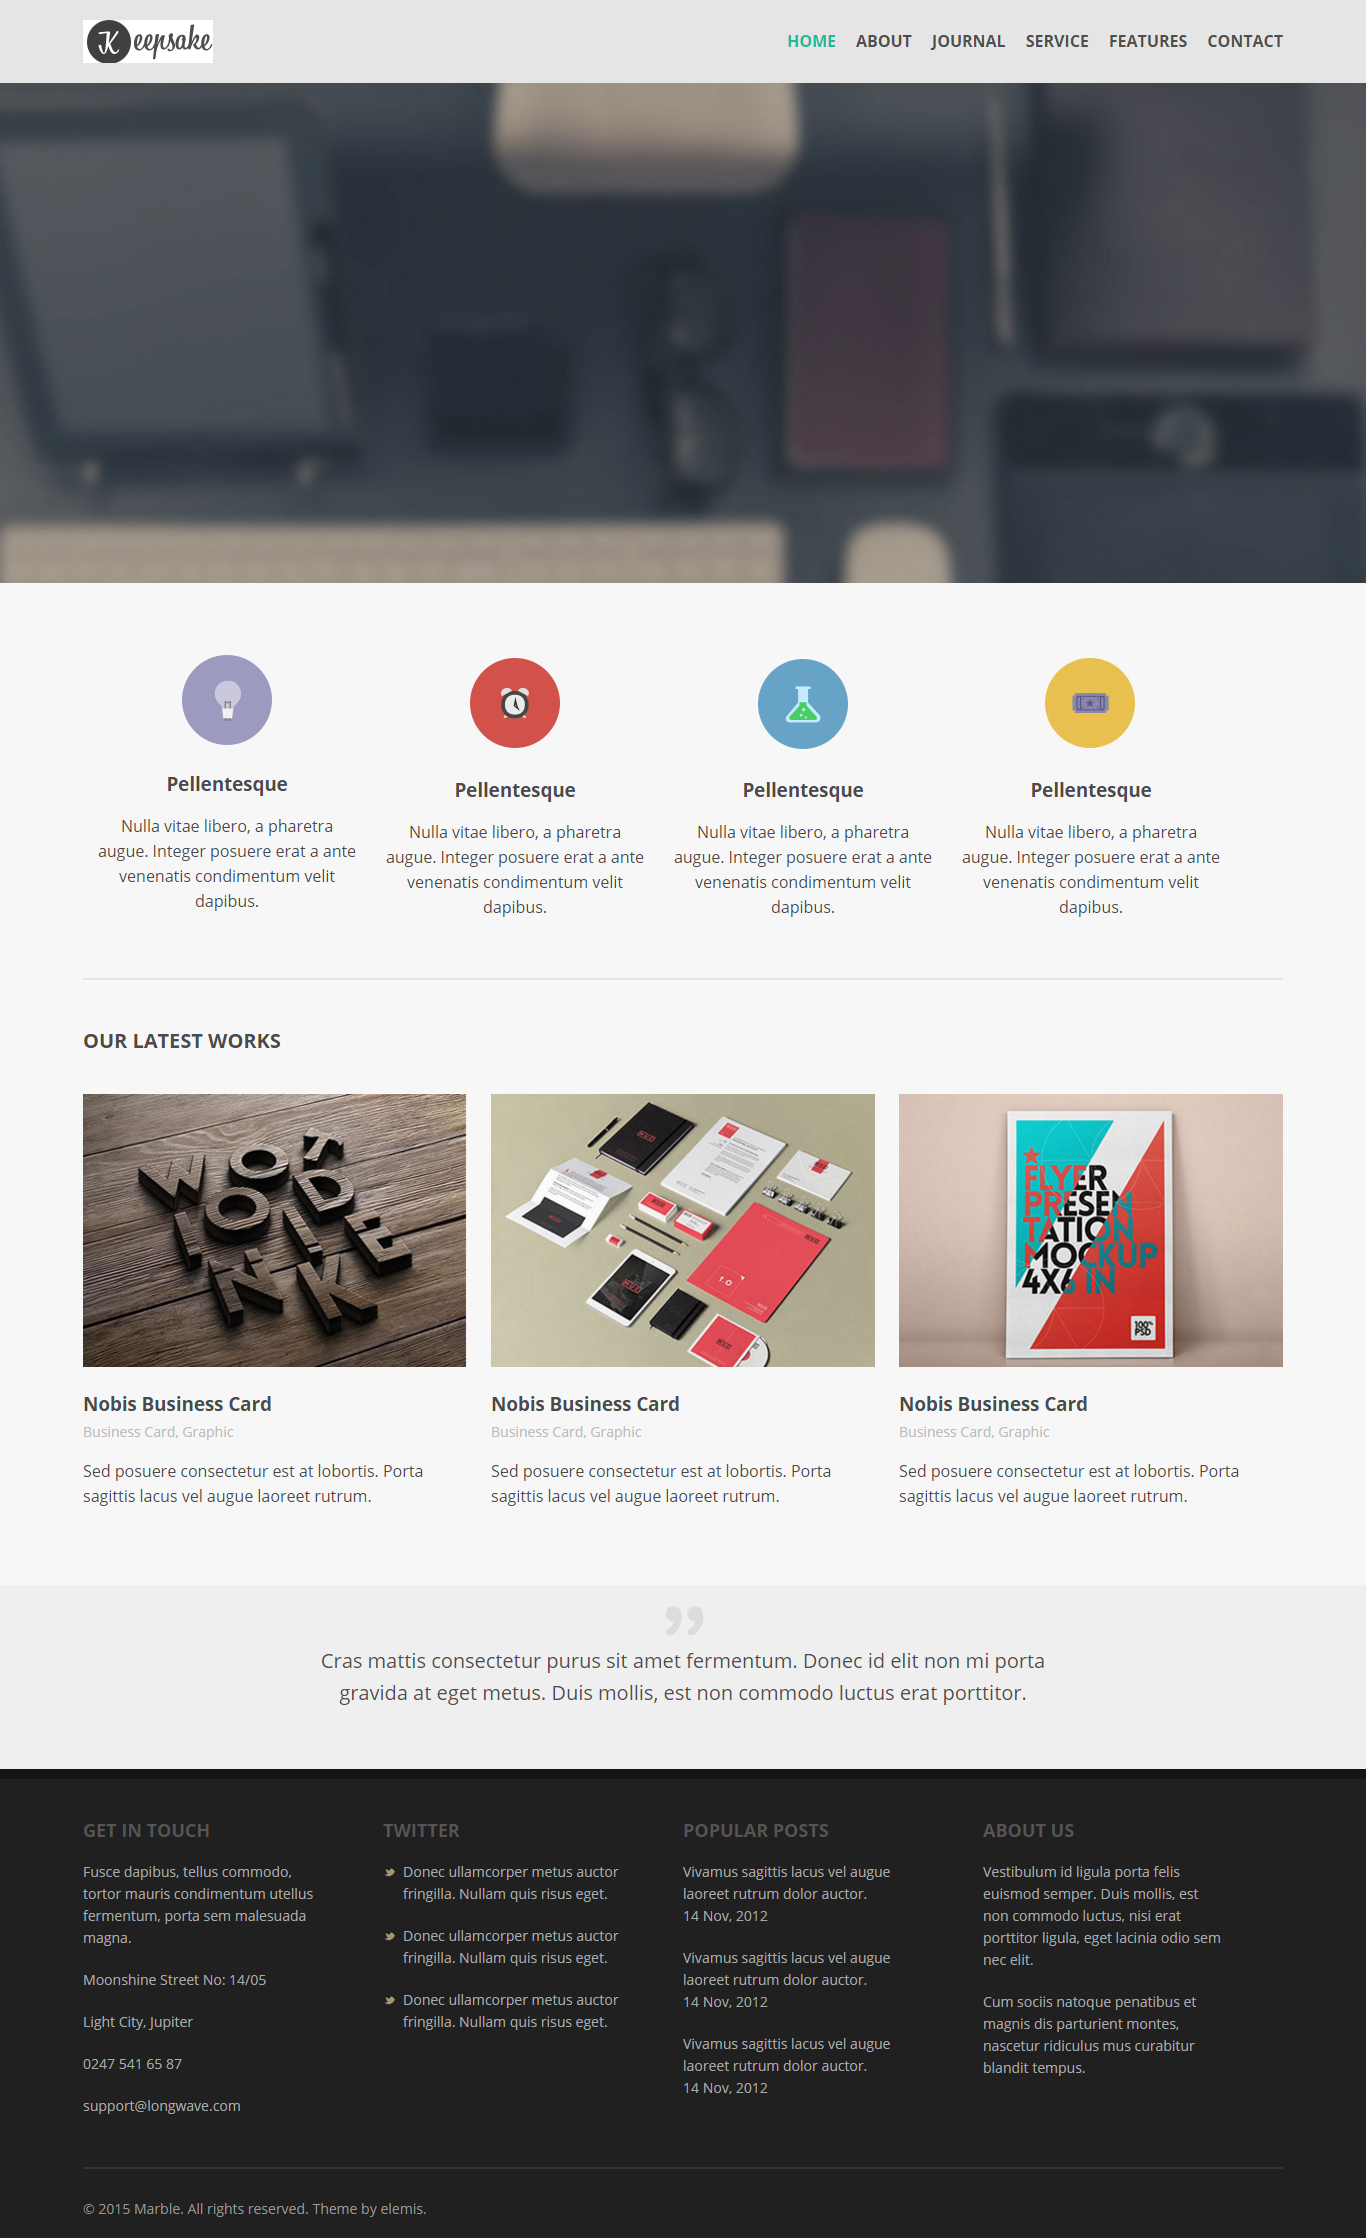 Keepsake
HOME ABOUT JOURNAL SERVICE FEATURES CONTACT
Pellentesque
Nulla vitae libero, a pharetra
augue. Integer posuere erat a ante
venenatis condimentum velit
dapibus.
Pellentesque
Nulla vitae libero, a pharetra
augue. Integer posuere erat a ante
venenatis condimentum velit
dapibus.
Pellentesque
Nulla vitae libero, a pharetra
augue. Integer posuere erat a ante
venenatis condimentum velit
dapibus.
Pellentesque
Nulla vitae libero, a pharetra
augue. Integer posuere erat a ante
venenatis condimentum velit
dapibus.
OUR LATEST WORKS
1.0
FLYER
PRESEN
TATION
MOCKUP
4X6 IN
100%
PSD
Nobis Business Card
Business Card, Graphic
Sed posuere consectetur est at lobortis. Porta
sagittis lacus vel augue laoreet rutrum.
Nobis Business Card
Business Card, Graphic
Sed posuere consectetur est at lobortis. Porta
sagittis lacus vel augue laoreet rutrum.
Nobis Business Card
Business Card, Graphic
Sed posuere consectetur est at lobortis. Porta
sagittis lacus vel augue laoreet rutrum.
”
Cras mattis consectetur purus sit amet fermentum. Donec id elit non mi porta
gravida at eget metus. Duis mollis, est non commodo luctus erat porttitor.
GET IN TOUCH
Fusce dapibus, tellus commodo,
tortor mauris condimentum utellus
fermentum, porta sem malesuada
magna.
Moonshine Street No: 14/05
Light City, Jupiter
0247 541 65 87
support@longwave.com
TWITTER
Donec ullamcorper metus auctor
fringilla. Nullam quis risus eget.
Donec ullamcorper metus auctor
fringilla. Nullam quis risus eget.
Donec ullamcorper metus auctor
fringilla. Nullam quis risus eget.
POPULAR POSTS
Vivamus sagittis lacus vel augue
laoreet rutrum dolor auctor.
14 Nov, 2012
Vivamus sagittis lacus vel augue
laoreet rutrum dolor auctor.
14 Nov, 2012
Vivamus sagittis lacus vel augue
laoreet rutrum dolor auctor.
14 Nov, 2012
ABOUT US
Vestibulum id ligula porta felis
euismod semper. Duis mollis, est
non commodo luctus, nisi erat
porttitor ligula, eget lacinia odio sem
nec elit.
Cum sociis natoque penatibus et
magnis dis parturient montes,
nascetur ridiculus mus curabitur
blandit tempus.
© 2015 Marble. All rights reserved. Theme by elemis.